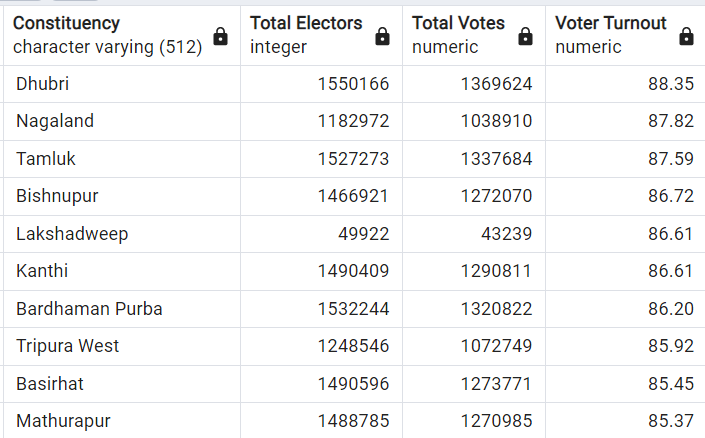 Constituency Total Electors Total Votes Voter Turnout
character varying (512) integer numeric numeric
Dhubri 1550166 1369624 88.35
Nagaland 1182972 1038910 87.82
Tamluk 1527273 1337684 87.59
Bishnupur 1466921 1272070 86.72
Lakshadweep 49922 43239 86.61
Kanthi 1490409 1290811 86.61
Bardhaman Purba 1532244 1320822 86.20
Tripura West 1248546 1072749 85.92
Basirhat 1490596 1273771 85.45
Mathurapur 1488785 1270985 85.37